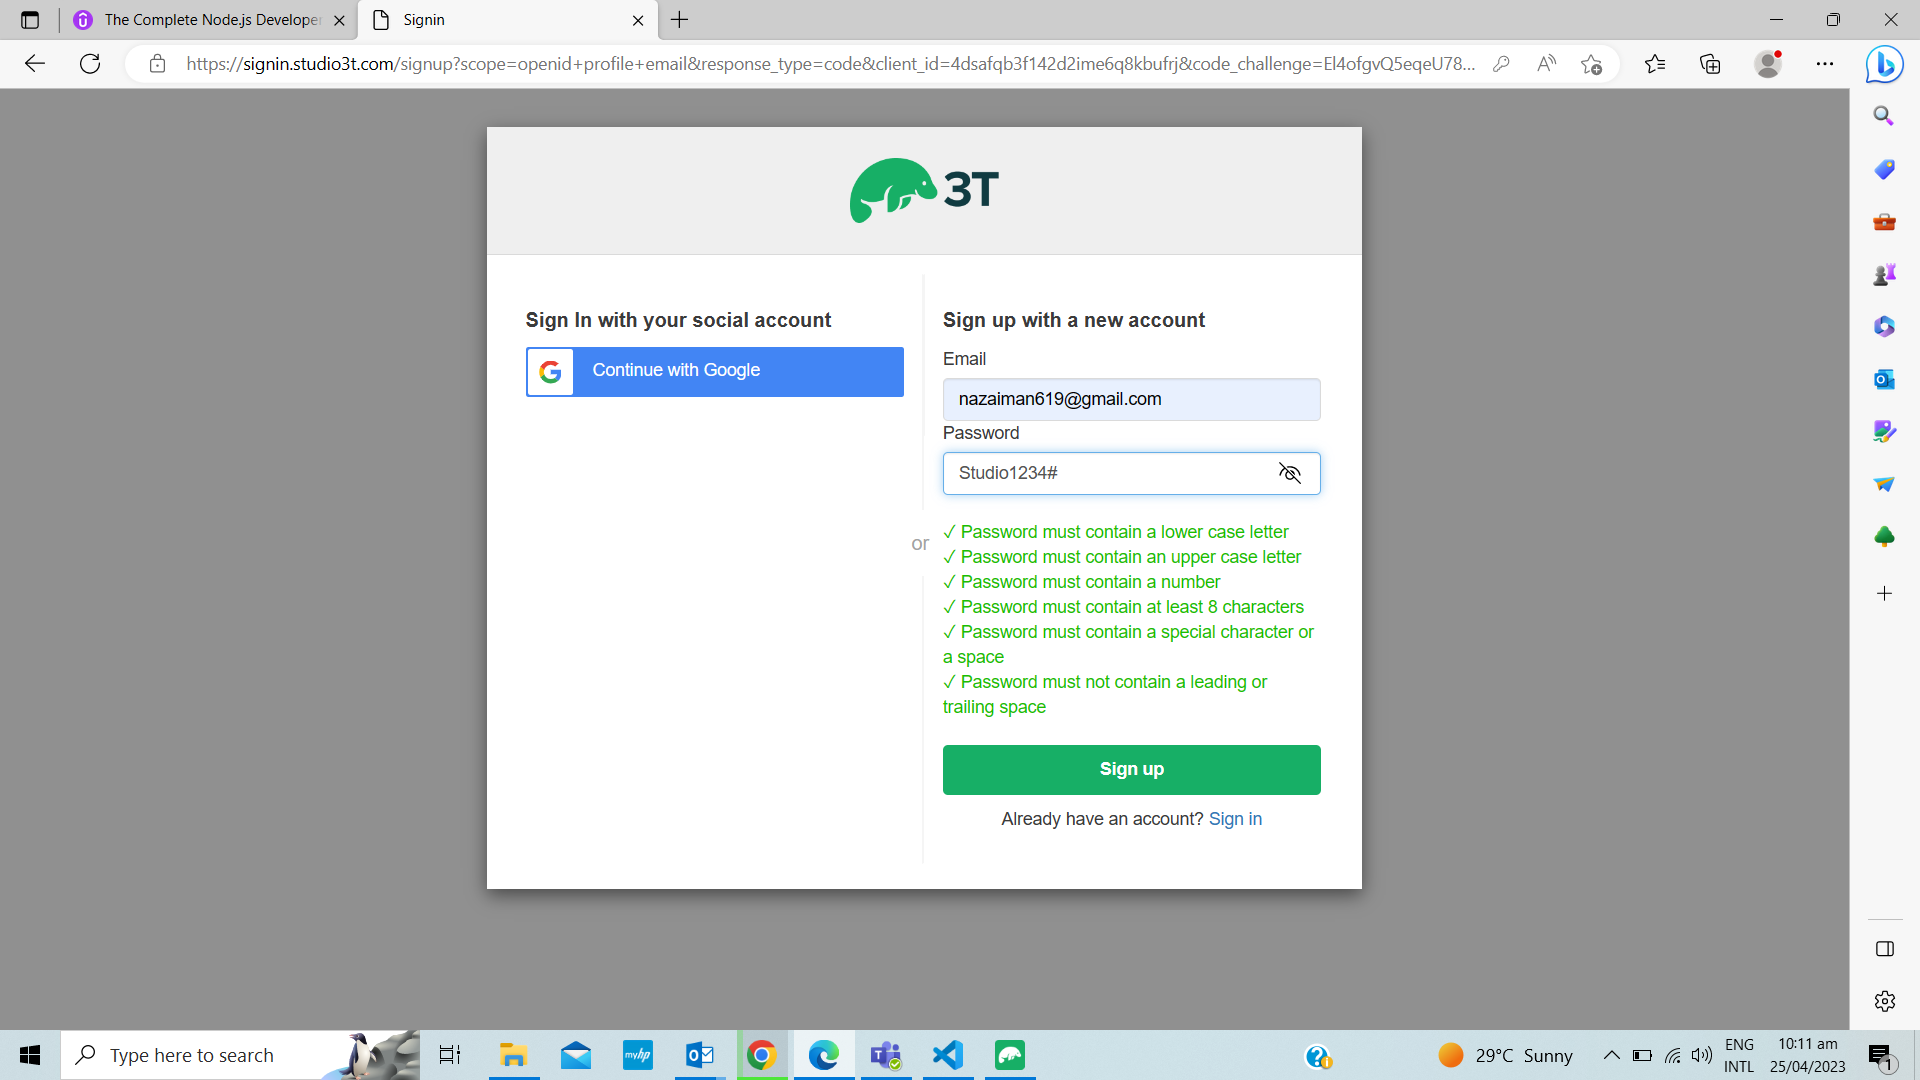 The Complete Node.js Developer
Signin
https://signin.studio3t.com/signup?scope=openid+profile+email&response_type=code&client_id=4dsafqb3f142d2ime6q8kbufrj&code_challenge=El4ofgvQ5eqeU78...
3T
Sign In with your social account
Continue with Google
or
Sign up with a new account
Email
nazaiman619@gmail.com
Password
Studio1234#
✓ Password must contain a lower case letter
✓ Password must contain an upper case letter
✓ Password must contain a number
✓ Password must contain at least 8 characters
✓ Password must contain a special character or
a space
✓ Password must not contain a leading or
trailing space
Sign up
Already have an account? Sign in
Type here to search
myhp
29°C Sunny
ENG
INTL
10:11 am
25/04/2023
1